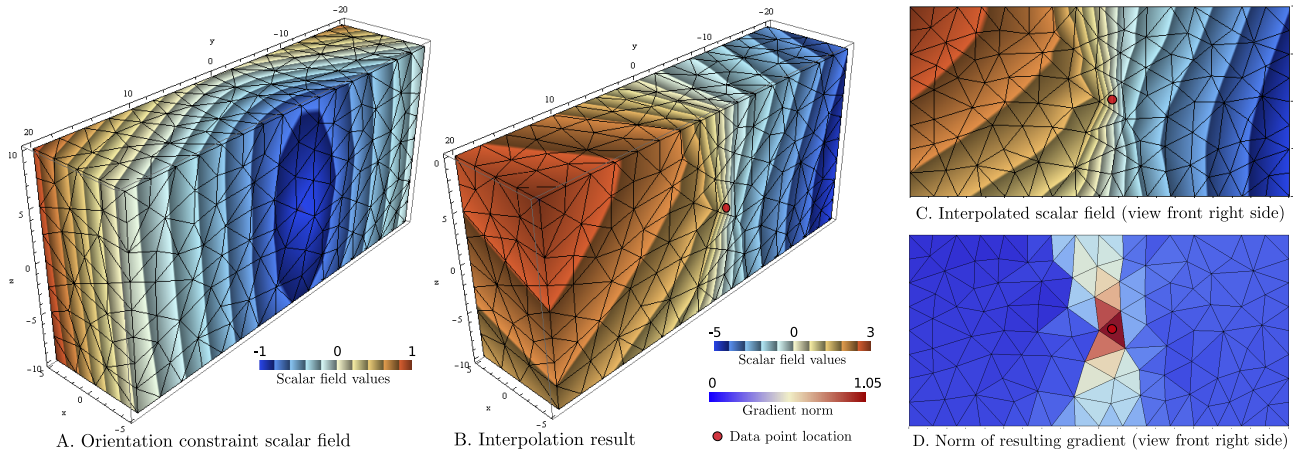 -20
-10
y
0
10
20
10
5
0
z
-5
-10
5
0
x
-5
-1 0 1
Scalar field values
A. Orientation constraint scalar field
-20
-10
y
0
10
20
0
5
z
0
-5
-10
5
0
x
-5
-5 0 3
Scalar field values
0 1.05
Gradient norm
Data point location
B. Interpolation result
C. Interpolated scalar field (view front right side)
D. Norm of resulting gradient (view front right side)